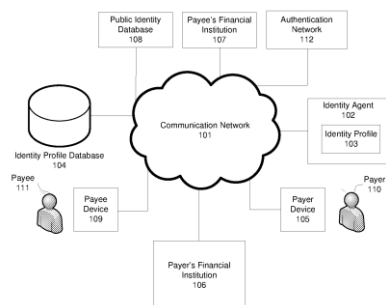 Public Identity
Database
108
Payee's Financial
Institution
107
Authentication
Network
112
Identity Agent
102
Identity Profile
103
Communication Network
101
Identity Profile Database
104
Payee
111
Payee
Device
109
Payer
Device
105
Payer
110
Payer's Financial
Institution
106